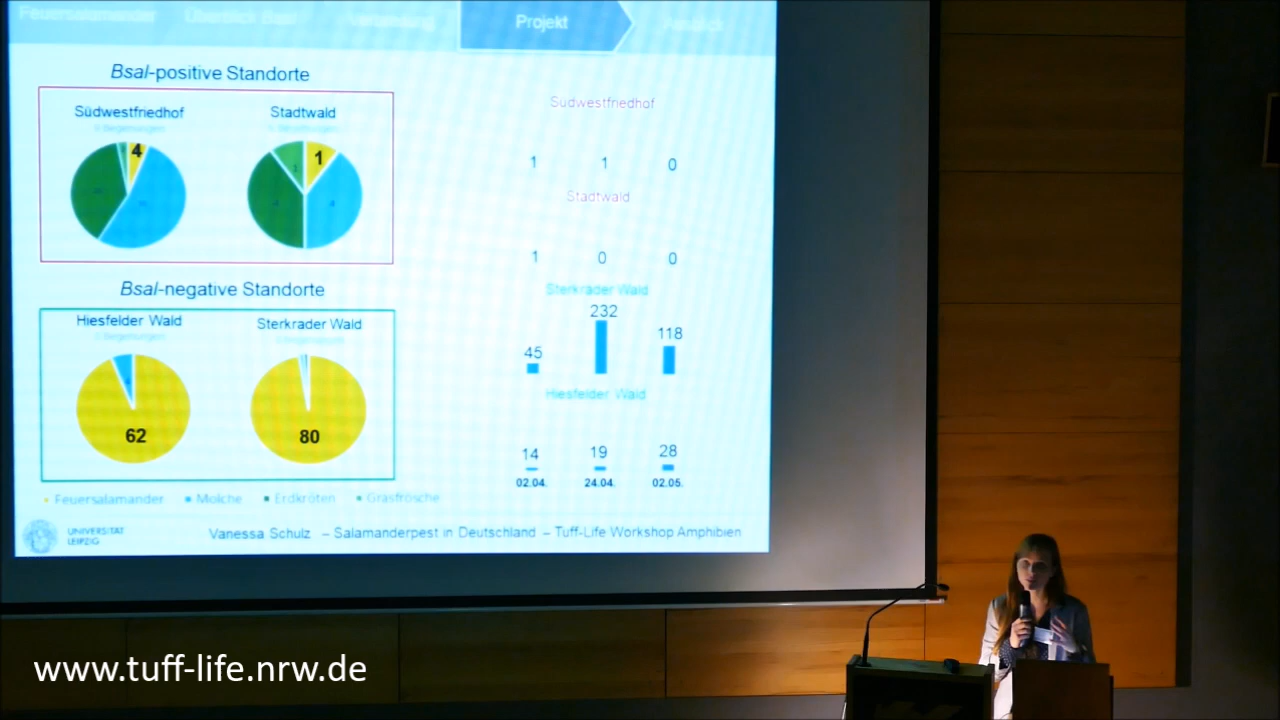 Feuersalamander Überblick Bsal Verbreitung Projekt Ausblick
Bsal-positive Standorte
Südwestfriedhof Stadtwald
4 1
Bsal-negative Standorte
Hiesfelder Wald Sterkrader Wald
62 80
Feuersalamander Molche Erdkröten Grasfrösche
Südwestfriedhof
1 1 0
Stadtwald
1 0 0
Sterkrader Wald
45 232 118
Hiesfelder Wald
14 19 28
02.04. 24.04. 02.05.
UNIVERSITÄT
LEIPZIG
Vanessa Schulz – Salamanderpest in Deutschland – Tuff-Life Workshop Amphibien
www.tuff-life.nrw.de